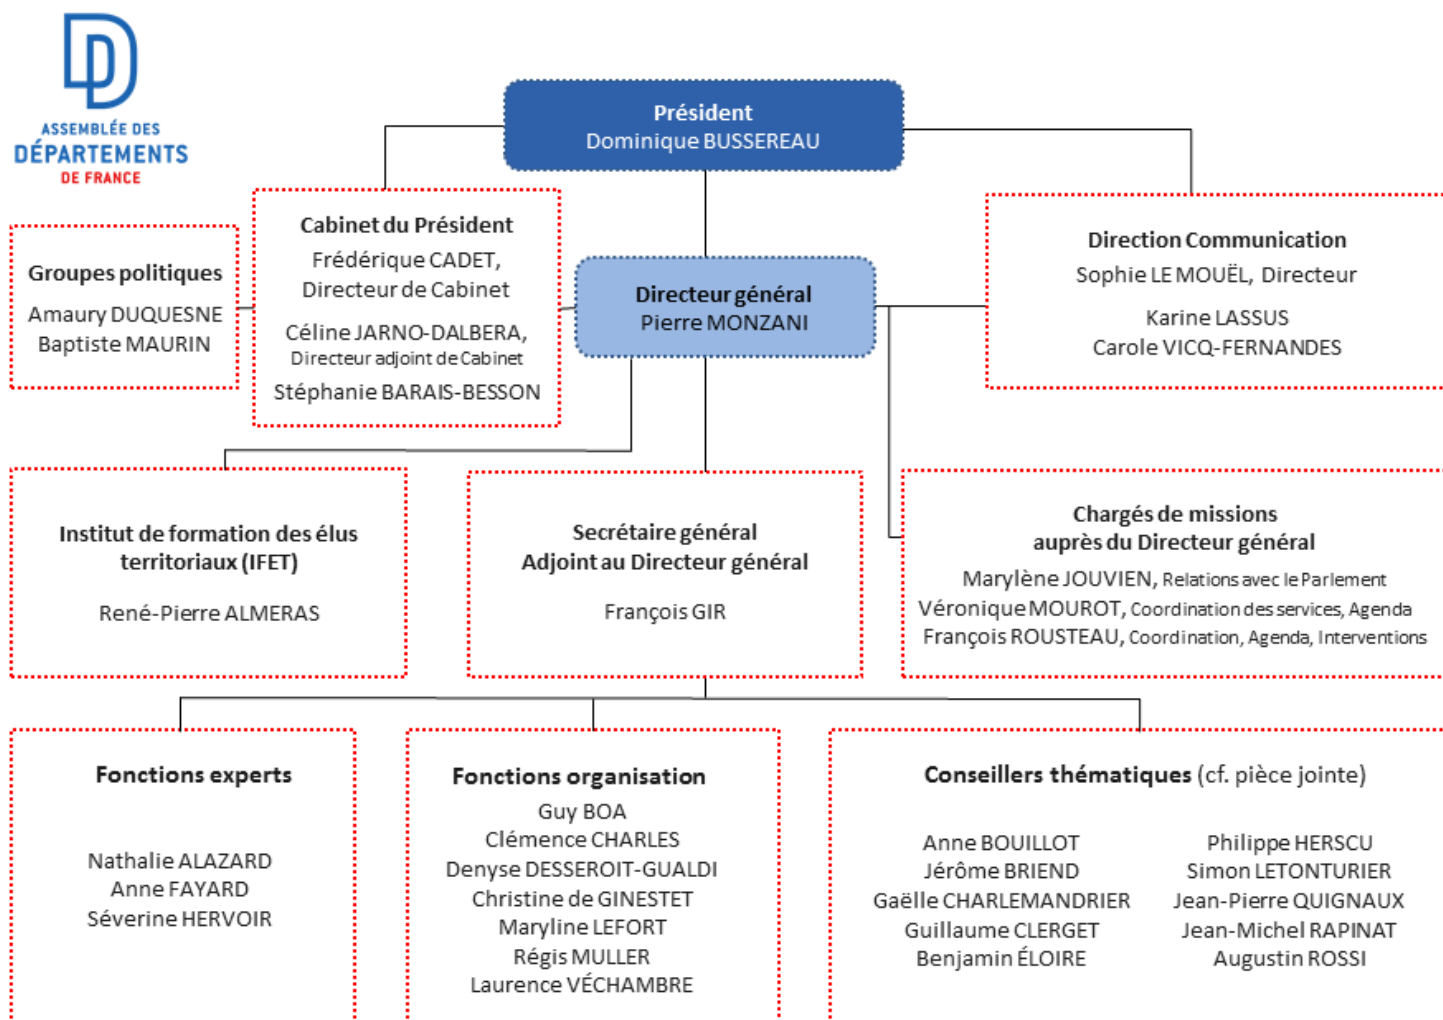 ASSEMBLÉE DES
DÉPARTEMENTS
DE FRANCE
Président
Dominique BUSSEREAU
Groupes politiques
Amaury DUQUESNE
Baptiste MAURIN
Cabinet du Président
Frédérique CADET,
Directeur de Cabinet
Céline JARNO-DALBERA,
Directeur adjoint de Cabinet
Stéphanie BARAIS-BESSON
Directeur général
Pierre MONZANI
Direction Communication
Sophie LE MOUËL, Directeur
Karine LASSUS
Carole VICQ-FERNANDES
Institut de formation des élus
territoriaux (IFET)
René-Pierre ALMERAS
Secrétaire général
Adjoint au Directeur général
François GIR
Chargés de missions
auprès du Directeur général
Marylène JOUVIEN, Relations avec le Parlement
Véronique MOUROT, Coordination des services, Agenda
François ROUSTEAU, Coordination, Agenda, Interventions
Fonctions experts
Nathalie ALAZARD
Anne FAYARD
Séverine HERVOIR
Fonctions organisation
Guy BOA
Clémence CHARLES
Denyse DESSEROIT-GUALDI
Christine de GINESTET
Maryline LEFORT
Régis MULLER
Laurence VÉCHAMBRE
Conseillers thématiques (cf. pièce jointe)
Anne BOUILLOT
Jérôme BRIEND
Gaëlle CHARLEMANDRIER
Guillaume CLERGET
Benjamin ÉLOIRE
Philippe HERSCU
Simon LETONTURIER
Jean-Pierre QUIGNAUX
Jean-Michel RAPINAT
Augustin ROSSI